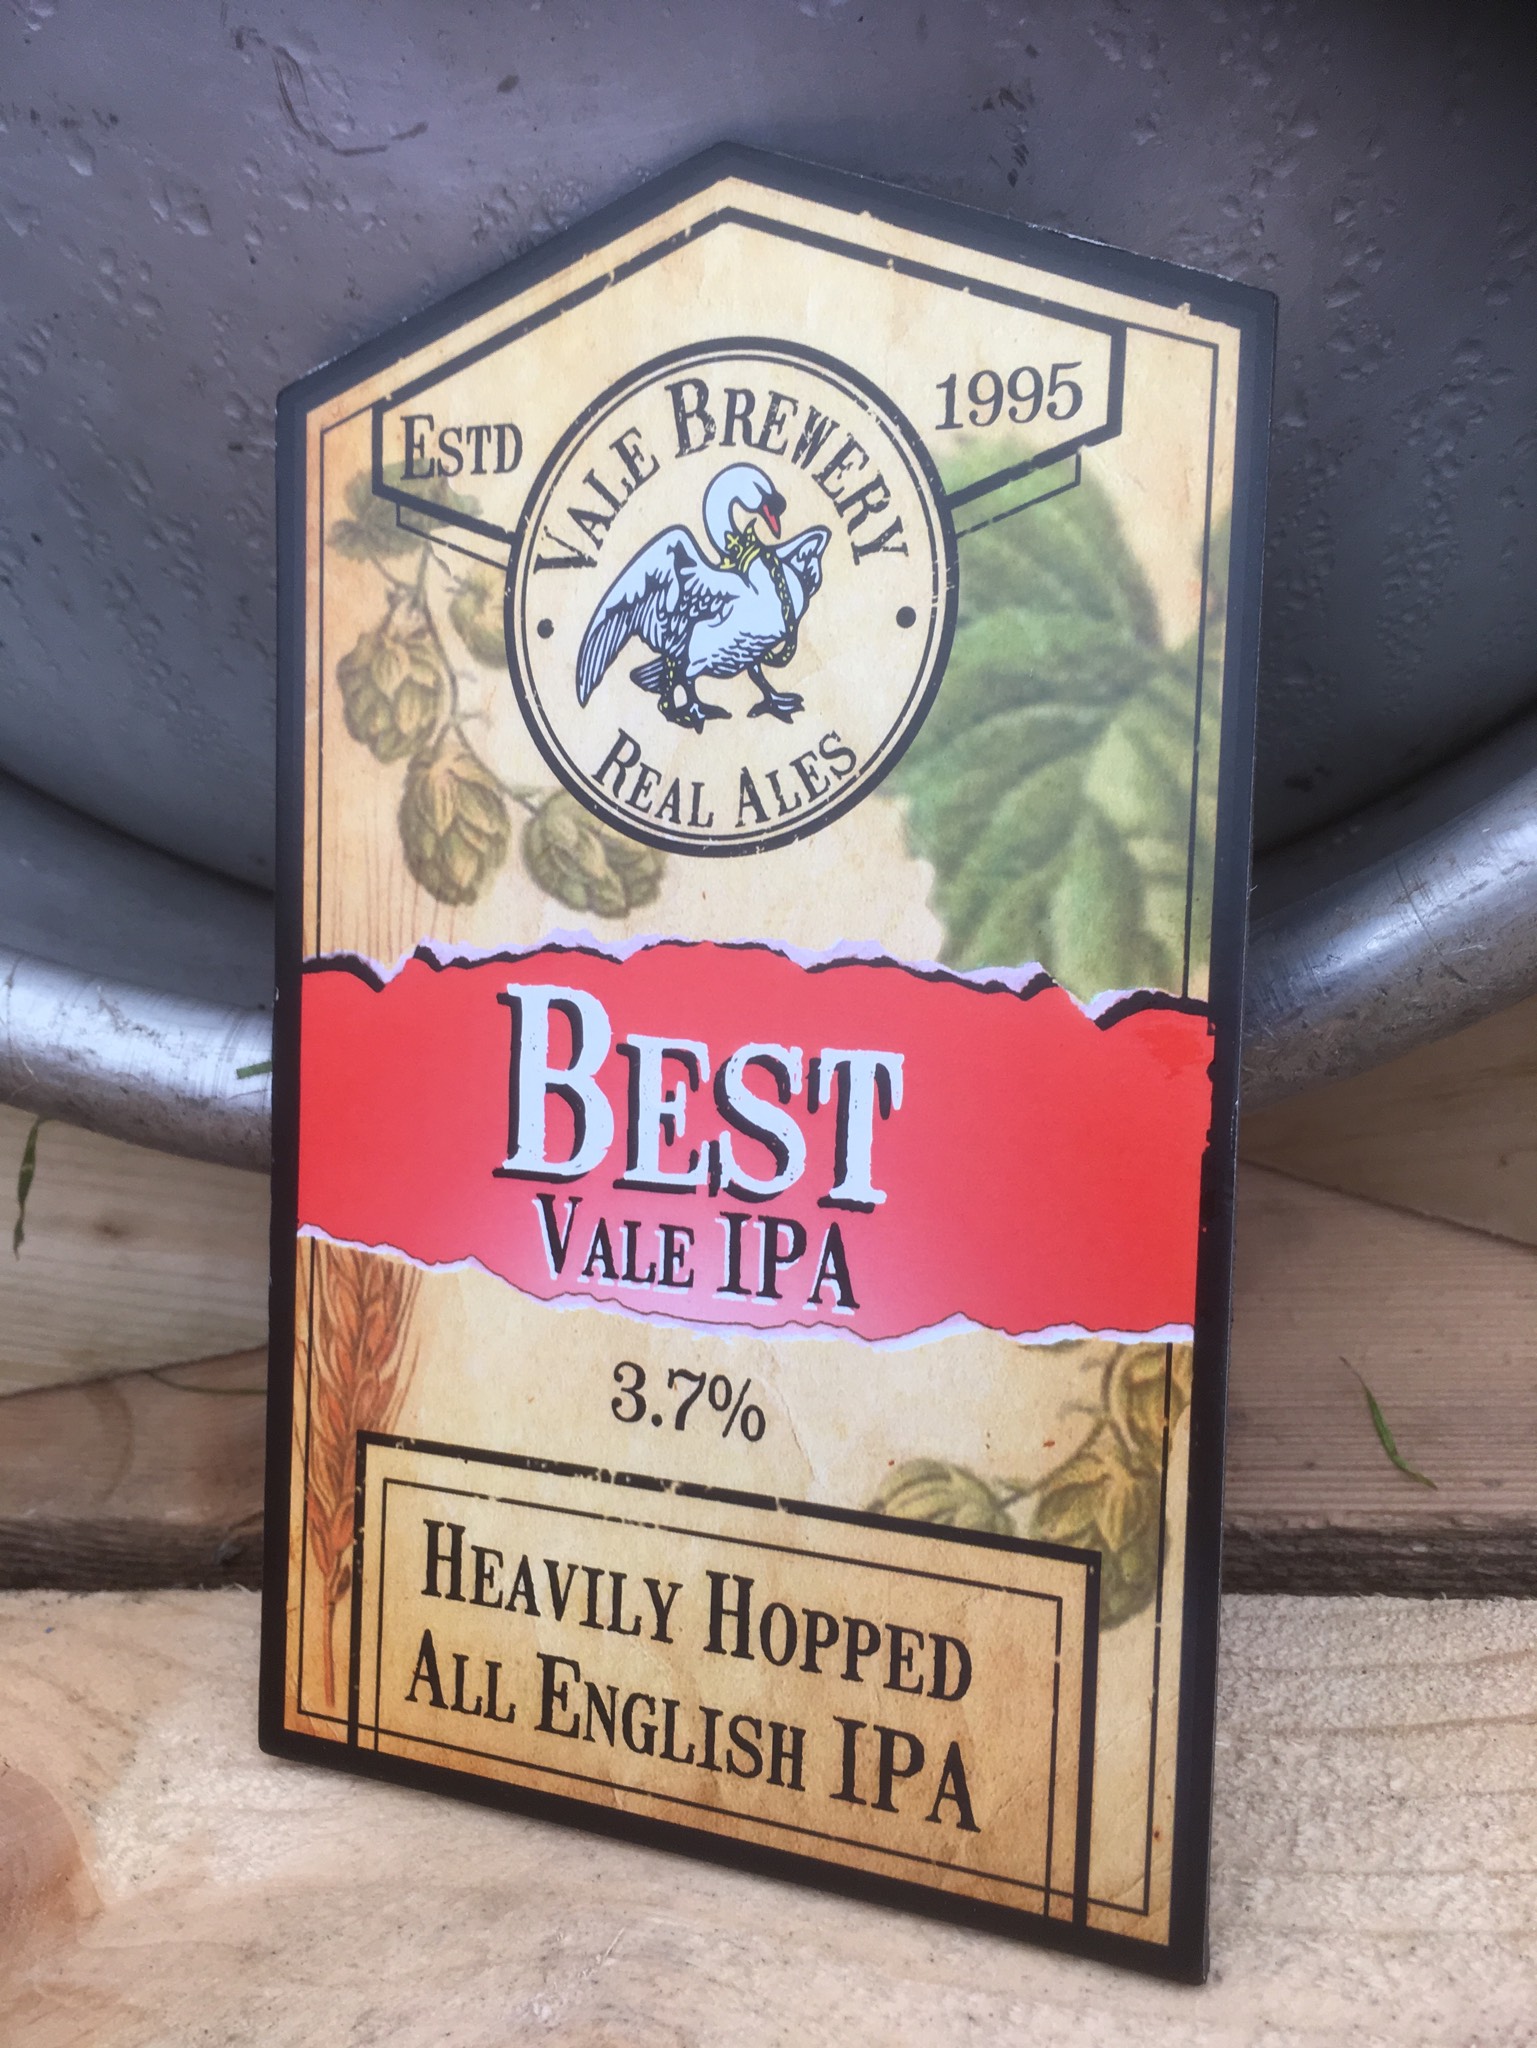 ESTD
1995
VALE BREWERY
REAL ALES
BEST
VALE IPA
3.7%
HEAVILY HOPPED
ALL ENGLISH IPA